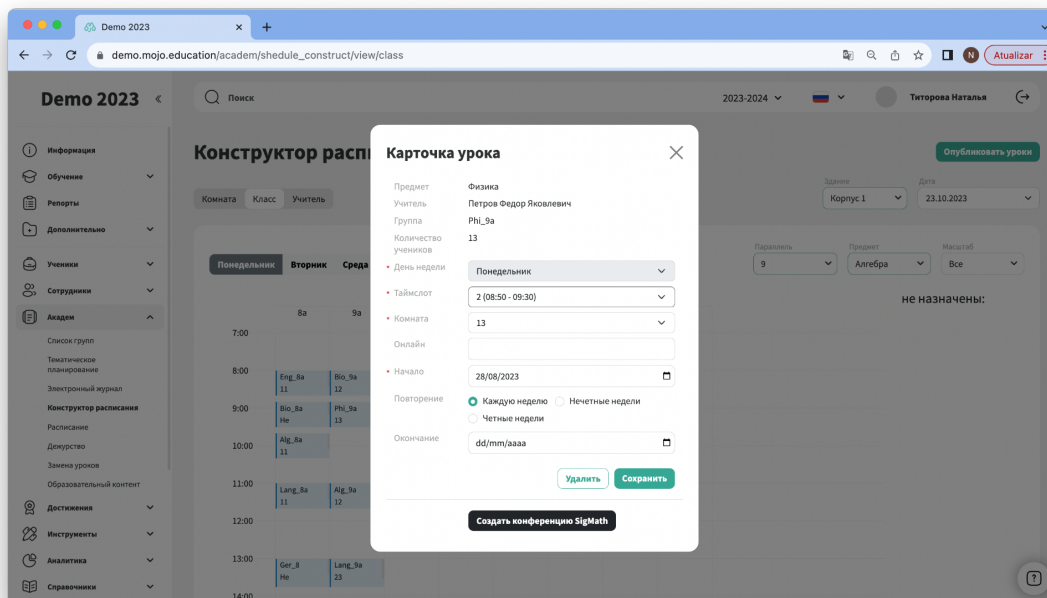 Demo 2023
demo.mojo.education/academ/shedule_construct/view/class
N
Atualizar
Demo 2023 «
Поиск
2023-2024
Титорова Наталья
Информация
Обучение
Репорты
Дополнительно
Ученики
Сотрудники
Академ
Список групп
Тематическое
планирование
Электронный журнал
Конструктор расписания
Расписание
Дежурство
Замена уроков
Образовательный контент
Достижения
Инструменты
Аналитика
Справочники
Конструктор расп
Опубликовать уроки
Комната Класс Учитель
Здание
Корпус 1
Дата
23.10.2023
Параллель
9
Предмет
Алгебра
Масштаб
Все
Понедельник Вторник Среда
не назначены:
8a 9a
7:00
8:00
Eng_8a Bio_9a
11 12
9:00
Bio_8a Phi_9a
Не 13
Alg_8a
10:00
11
11:00
Lang_8a Alg_9a
11 12
12:00
13:00
Ger_8 Lang_9a
Не 23
14:00
Карточка урока
Предмет Физика
Учитель Петров Федор Яковлевич
Группа Phi_9a
Количество 13
учеников
* День недели Понедельник
* Таймслот 2 (08:50 - 09:30)
* Комната 13
Онлайн
* Начало 28/08/2023
Повторение Каждую неделю Нечетные недели
Четные недели
Окончание dd/mm/aaaa
Удалить Сохранить
Создать конференцию SigMath